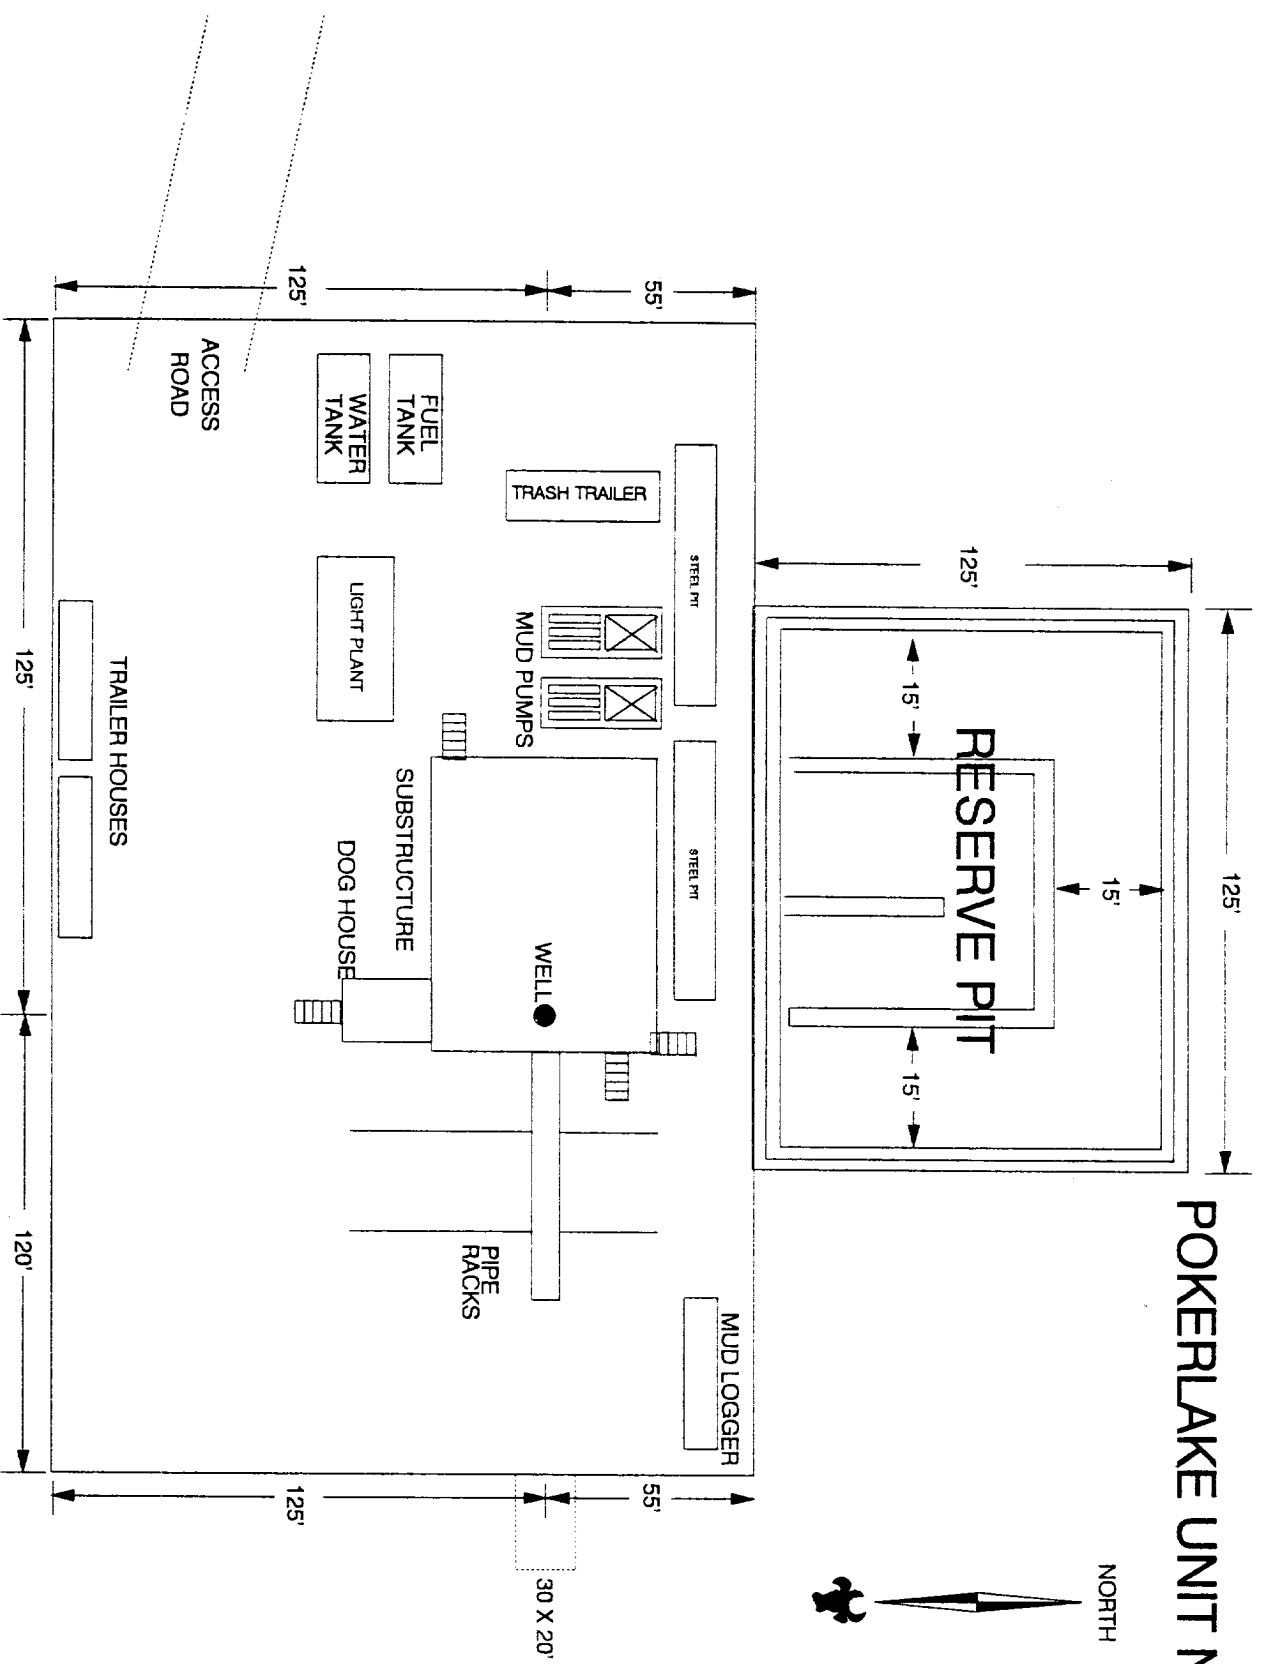 POKERLAKE UNIT N
NORTH
125'
125'
15'
RESERVE PIT
15'
15'
55'
STEEL PIT
STEEL PIT
MUD LOGGER
55'
TRASH TRAILER
MUD PUMPS
WELL
30 X 20'
FUEL
TANK
WATER
TANK
LIGHT PLANT
SUBSTRUCTURE
DOG HOUSE
PIPE
RACKS
125'
125'
ACCESS
ROAD
TRAILER HOUSES
125'
120'